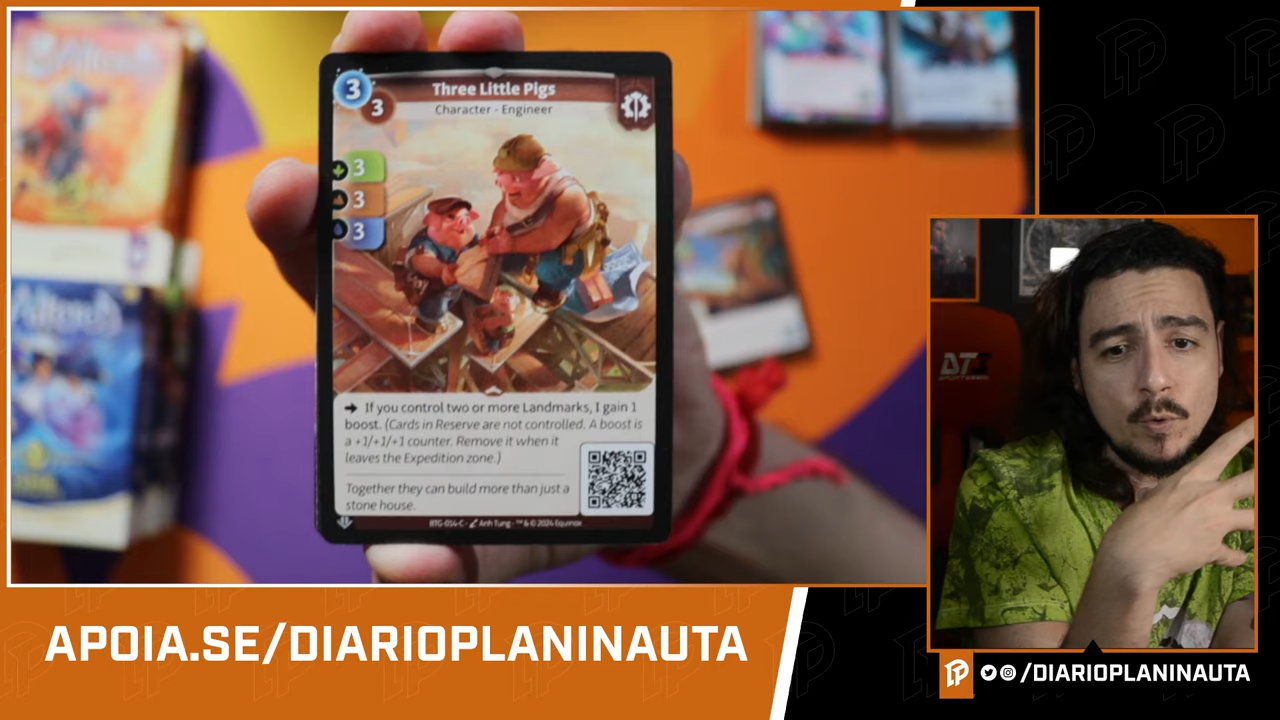 Altered
3
3
Three Little Pigs
Character - Engineer
3
3
3
➔ If you control two or more Landmarks, I gain 1
boost. (Cards in Reserve are not controlled. A boost is
a +1/+1/+1 counter. Remove it when it
leaves the Expedition zone.)
Together they can build more than just a
stone house.
BTG-014-C - Anh Tung - ™ & © 2024 Equinox
Altered
DT3
APOIA.SE/DIARIOPLANINAUTA
/DIARIOPLANINAUTA